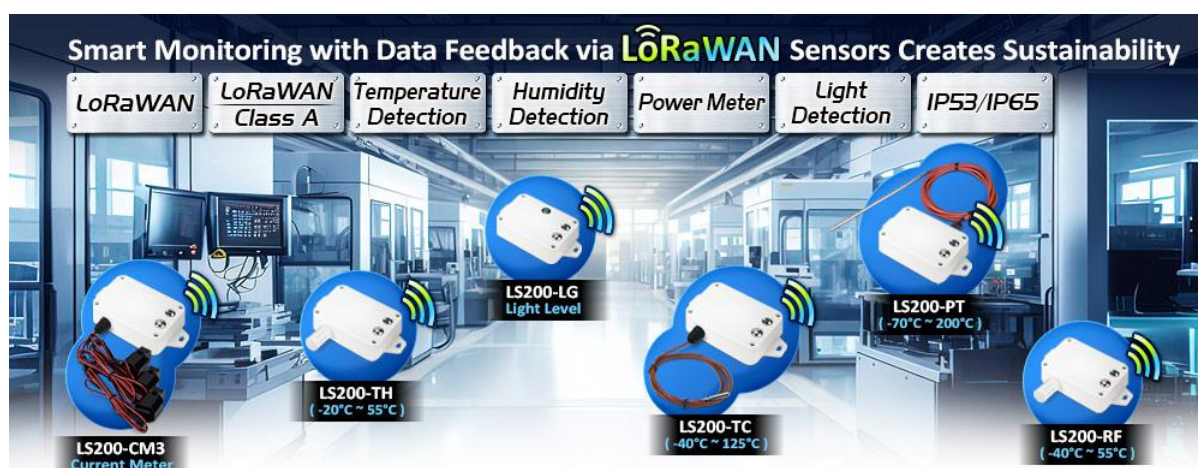 Smart Monitoring with Data Feedback via LoRaWAN Sensors Creates Sustainability
LoRaWAN
LoRaWAN
Class A
Temperature
Detection
Humidity
Detection
Power Meter
Light
Detection
IP53/IP65
LS200-CM3
Current Meter
LS200-TH
( -20°C ~ 55°C )
LS200-LG
Light Level
LS200-TC
( -40°C ~ 125°C )
LS200-PT
( -70°C ~ 200°C )
LS200-RF
( -40°C ~ 55°C )